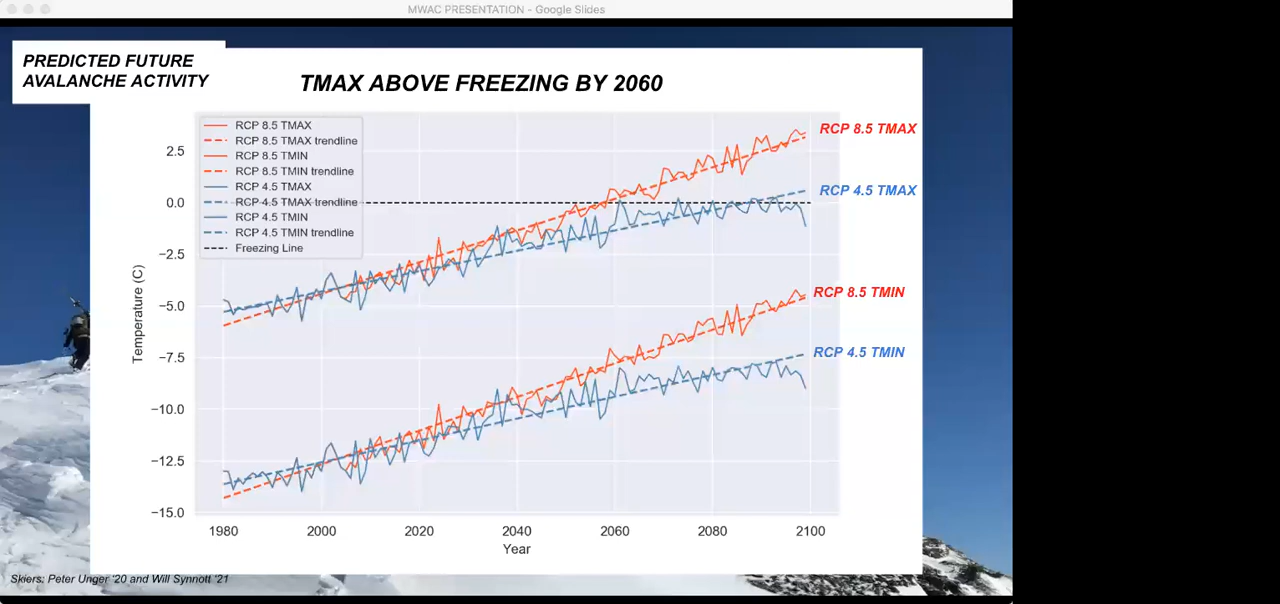 MWAC PRESENTATION - Google Slides
PREDICTED FUTURE
AVALANCHE ACTIVITY
TMAX ABOVE FREEZING BY 2060
RCP 8.5 TMAX
RCP 8.5 TMAX trendline
RCP 8.5 TMIN
RCP 8.5 TMIN trendline
RCP 4.5 TMAX
RCP 4.5 TMAX trendline
RCP 4.5 TMIN
RCP 4.5 TMIN trendline
Freezing Line
RCP 8.5 TMAX
RCP 4.5 TMAX
RCP 8.5 TMIN
RCP 4.5 TMIN
Temperature (C)
2.5
0.0
−2.5
−5.0
−7.5
−10.0
−12.5
−15.0
1980 2000 2020 2040 2060 2080 2100
Year
Skiers: Peter Unger '20 and Will Synnott '21